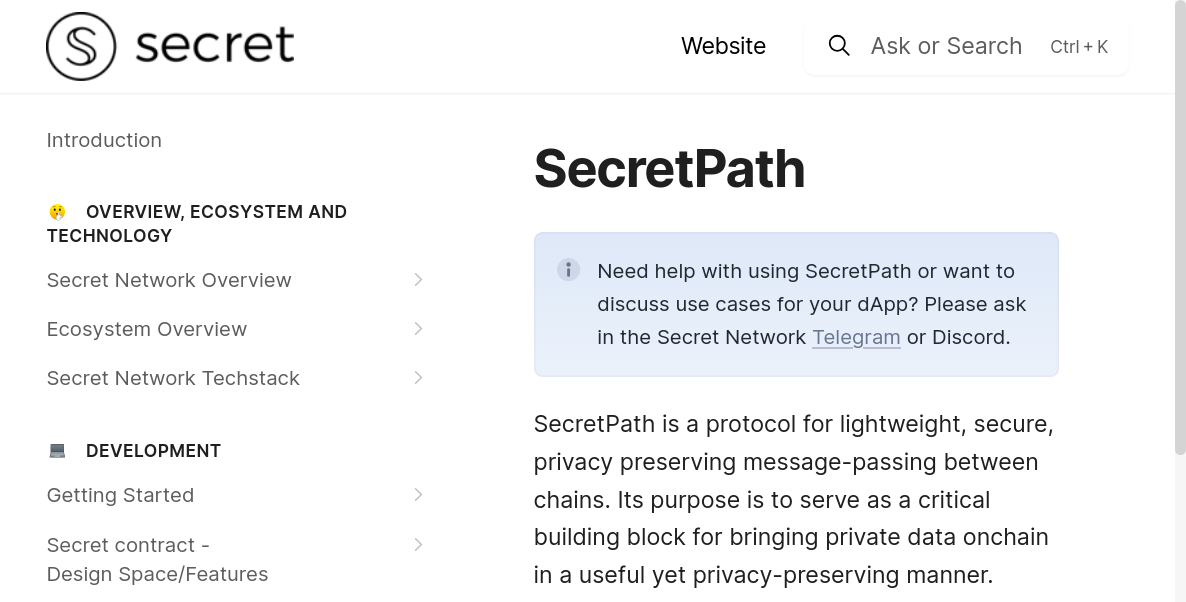 secret
Website
Ask or Search
Ctrl + K
Introduction
OVERVIEW, ECOSYSTEM AND
TECHNOLOGY
Secret Network Overview
Ecosystem Overview
Secret Network Techstack
DEVELOPMENT
Getting Started
Secret contract -
Design Space/Features
SecretPath
Need help with using SecretPath or want to
discuss use cases for your dApp? Please ask
in the Secret Network Telegram or Discord.
SecretPath is a protocol for lightweight, secure,
privacy preserving message-passing between
chains. Its purpose is to serve as a critical
building block for bringing private data onchain
in a useful yet privacy-preserving manner.